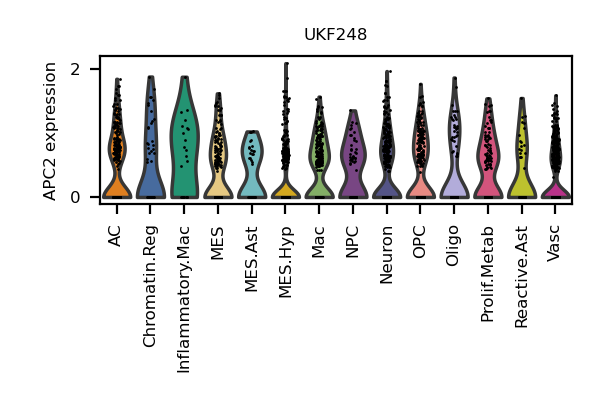 UKF248
APC2 expression
2
0
AC
Chromatin.Reg
Inflammatory.Mac
MES
MES.Ast
MES.Hyp
Mac
NPC
Neuron
OPC
Oligo
Prolif.Metab
Reactive.Ast
Vasc